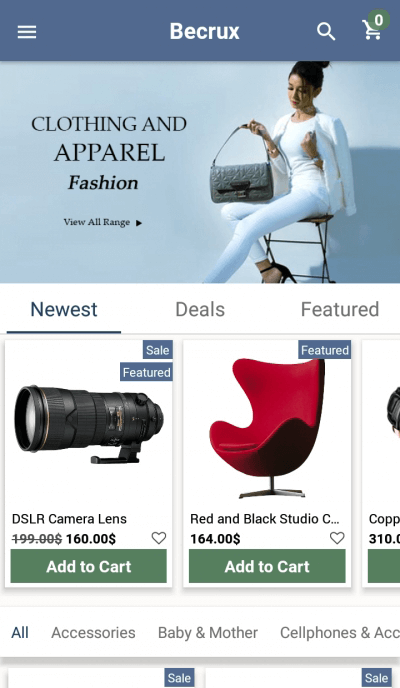 Becrux
0
CLOTHING AND
APPAREL
Fashion
View All Range
Newest
Deals
Featured
Sale
Featured
Featured
DSLR Camera Lens
199.00$ 160.00$
Add to Cart
Red and Black Studio C...
164.00$
Add to Cart
Copp
310.0
All
Accessories
Baby & Mother
Cellphones & Acc
Sale
Sale